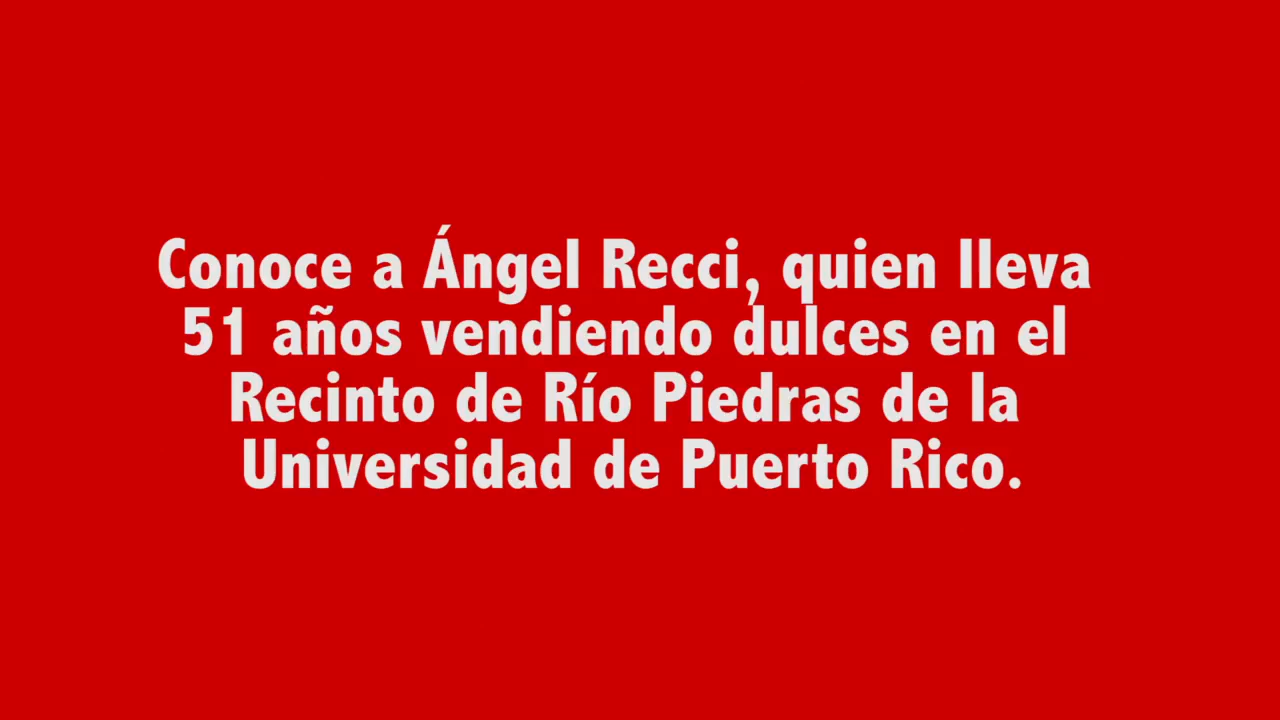 Conoce a Ángel Recci, quien lleva
51 años vendiendo dulces en el
Recinto de Río Piedras de la
Universidad de Puerto Rico.